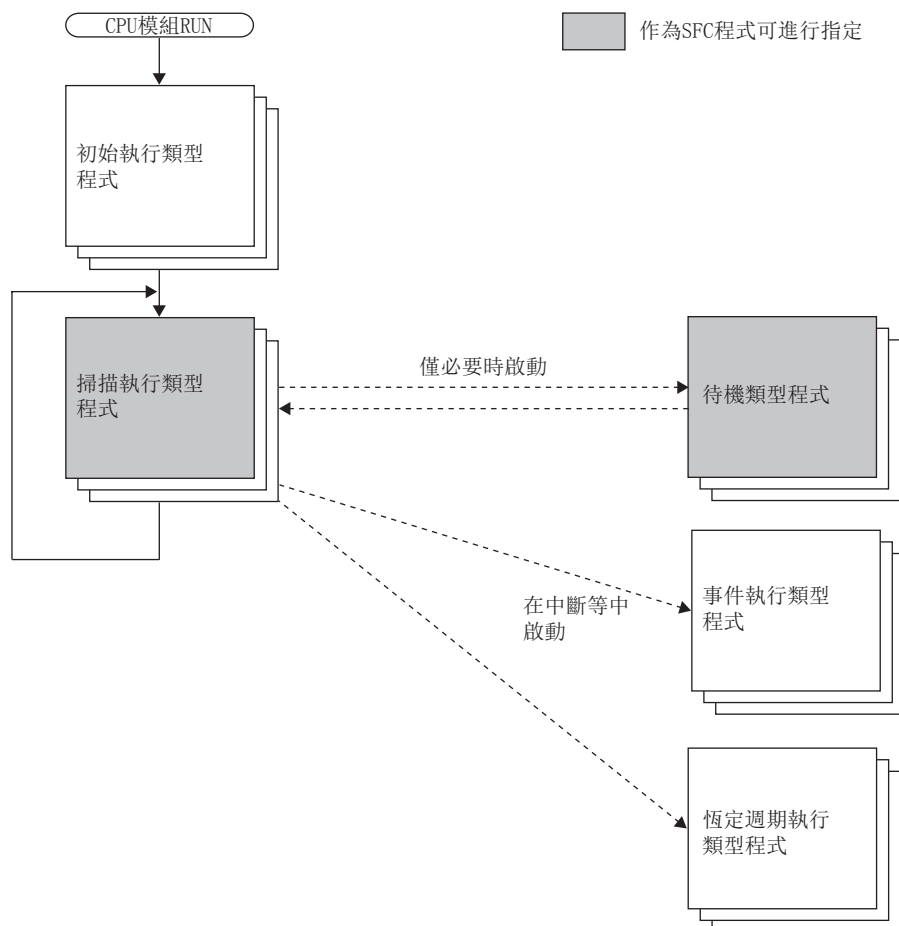 CPU模組RUN
作為SFC程式可進行指定
初始執行類型
程式
掃描執行類型
程式
僅必要時啟動
待機類型程式
在中斷等中
啟動
事件執行類型
程式
恆定週期執行
類型程式